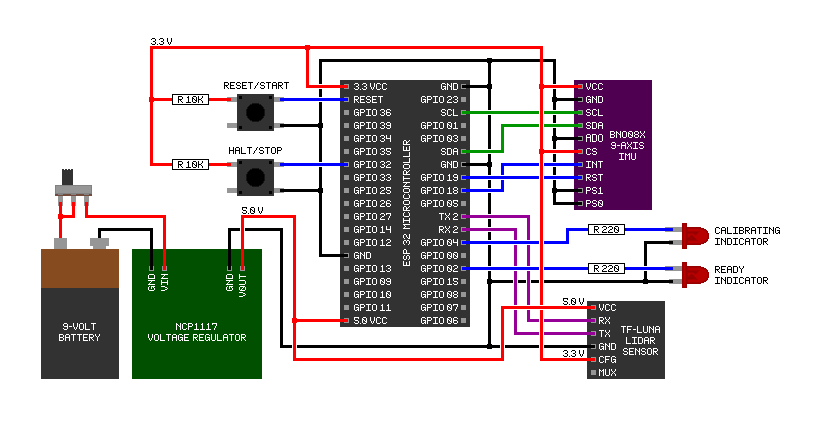 3.3 V
RESET/START
R 10K
HALT/STOP
R 10K
5.0 V
9-VOLT
BATTERY
GND
VIN
GND
VOUT
NCP1117
VOLTAGE REGULATOR
3.3 VCC
RESET
GPIO 36
GPIO 39
GPIO 34
GPIO 35
GPIO 32
GPIO 33
GPIO 25
GPIO 26
GPIO 27
GPIO 14
GPIO 12
GND
GPIO 13
GPIO 09
GPIO 10
GPIO 11
5.0 VCC
ESP 32 MICROCONTROLLER
GND
GPIO 23
SCL
GPIO 01
GPIO 03
SDA
GND
GPIO 19
GPIO 18
GPIO 05
TX 2
RX 2
GPIO 04
GPIO 00
GPIO 02
GPIO 15
GPIO 08
GPIO 07
GPIO 06
VCC
GND
SCL
SDA
ADO
CS
INT
RST
PS1
PS0
BNO08X
9-AXIS
IMU
R 220
CALIBRATING
INDICATOR
R 220
READY
INDICATOR
5.0 V
3.3 V
VCC
RX
TX
GND
CFG
MUX
TF-LUNA
LIDAR
SENSOR